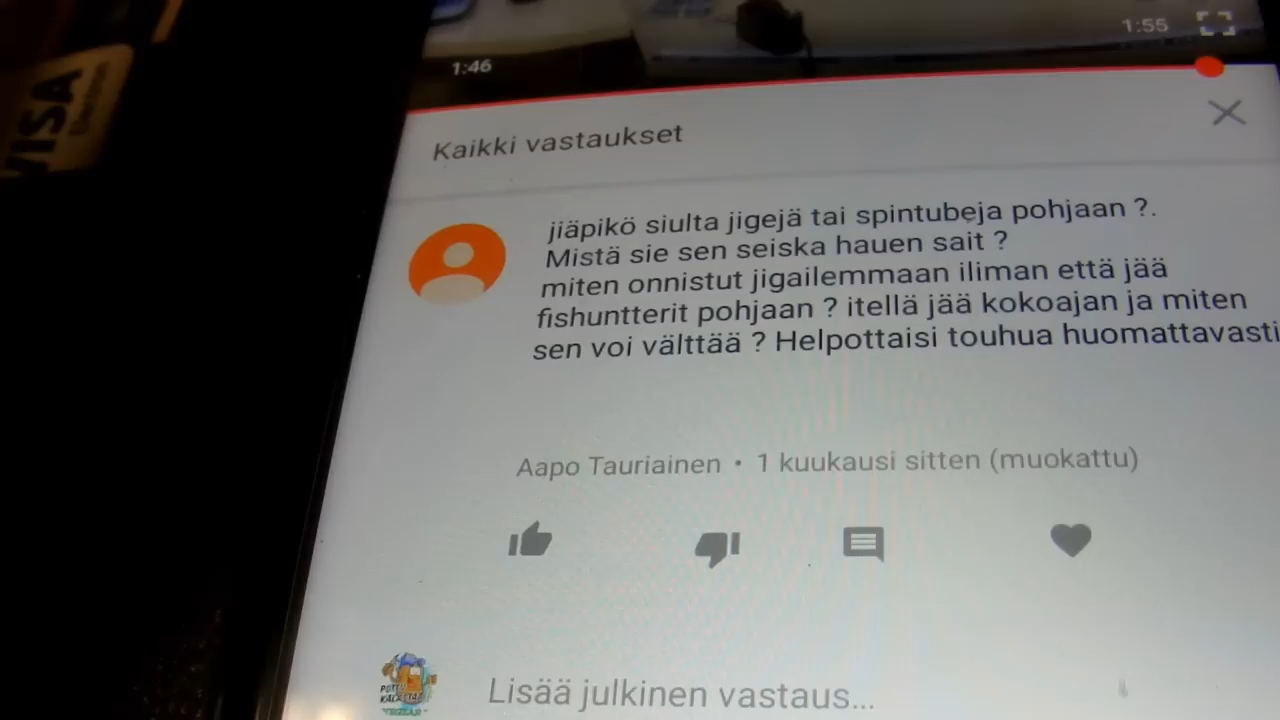 VISA
Electron
1:46
1:55
Kaikki vastaukset
jiäpikö siulta jigejä tai spintubeja pohjaan ?.
Mistä sie sen seiska hauen sait ?
miten onnistut jigailemmaan iliman että jää
fishuntterit pohjaan ? itellä jää kokoajan ja miten
sen voi välttää ? Helpottaisi touhua huomattavasti
Aapo Tauriainen • 1 kuukausi sitten (muokattu)
Lisää julkinen vastaus...